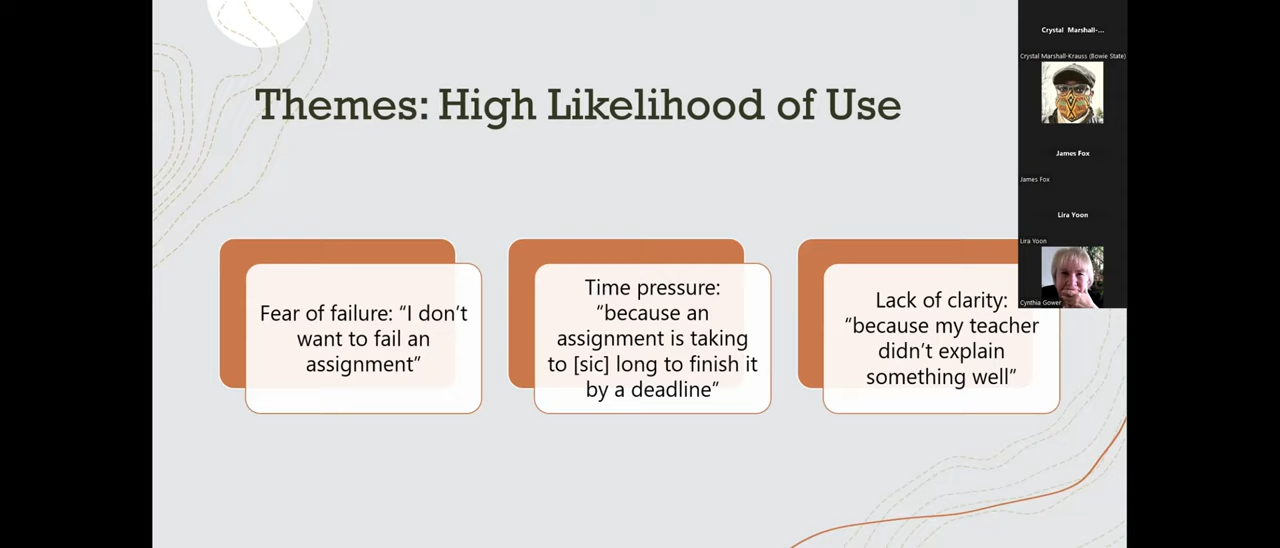 Themes: High Likelihood of Use
Fear of failure: “I don’t
want to fail an
assignment”
Time pressure:
“because an
assignment is taking
to [sic] long to finish it
by a deadline”
Lack of clarity:
“because my teacher
didn’t explain
something well”
Crystal Marshall-...
Crystal Marshall-Krauss (Bowie State)
James Fox
James Fox
Lira Yoon
Lira Yoon
Cynthia Gower